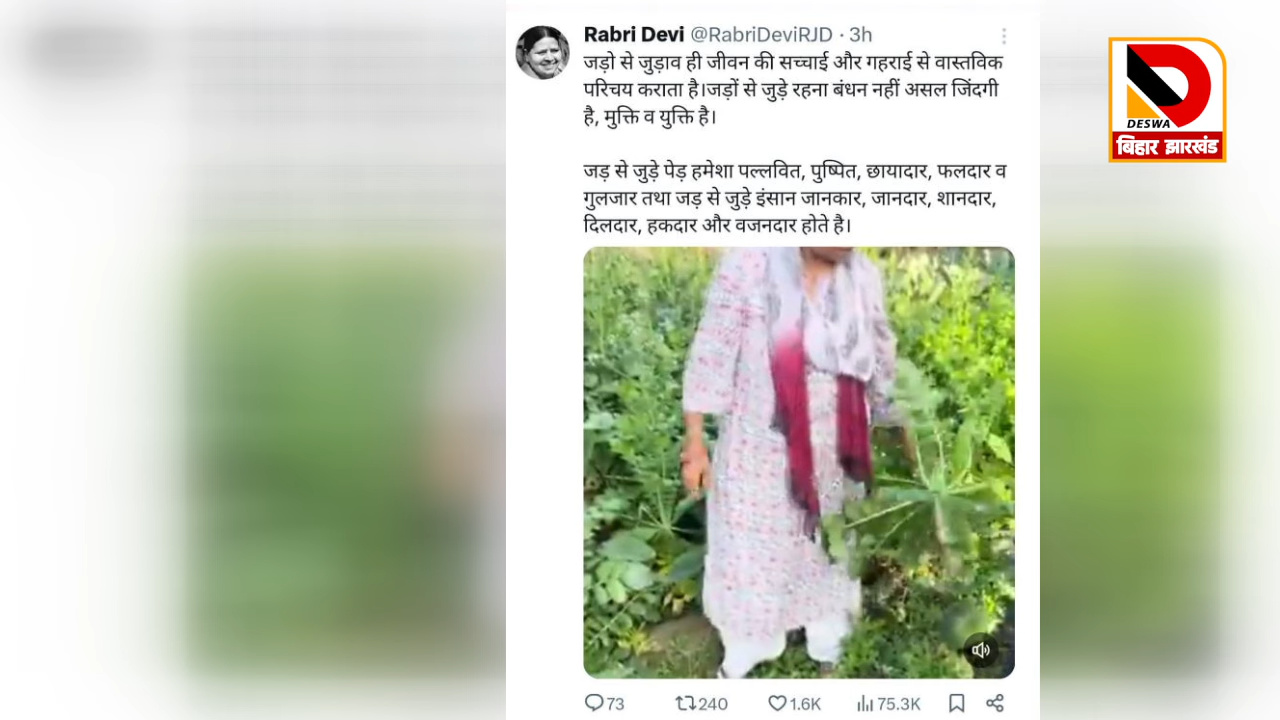 Rabri Devi @RabriDeviRJD · 3h
जड़ो से जुड़ाव ही जीवन की सच्चाई और गहराई से वास्तविक
परिचय कराता है।जड़ों से जुड़े रहना बंधन नहीं असल जिंदगी
है, मुक्ति व युक्ति है।
जड़ से जुड़े पेड़ हमेशा पल्लवित, पुष्पित, छायादार, फलदार व
गुलजार तथा जड़ से जुड़े इंसान जानकार, जानदार, शानदार,
दिलदार, हकदार और वजनदार होते है।
73 240 1.6K 75.3K
DESWA
बिहार झारखंड